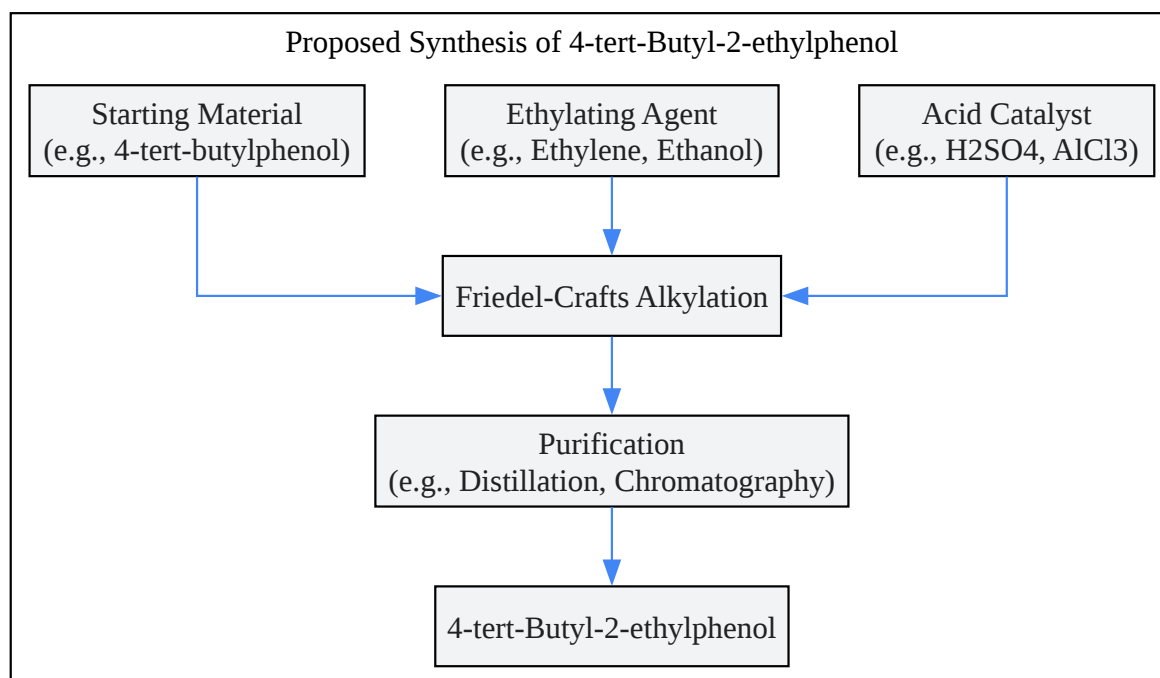 Proposed Synthesis of 4-tert-Butyl-2-ethylphenol
Starting Material
(e.g., 4-tert-butylphenol)
Ethylating Agent
(e.g., Ethylene, Ethanol)
Acid Catalyst
(e.g., H2SO4, AlCl3)
Friedel-Crafts Alkylation
Purification
(e.g., Distillation, Chromatography)
4-tert-Butyl-2-ethylphenol